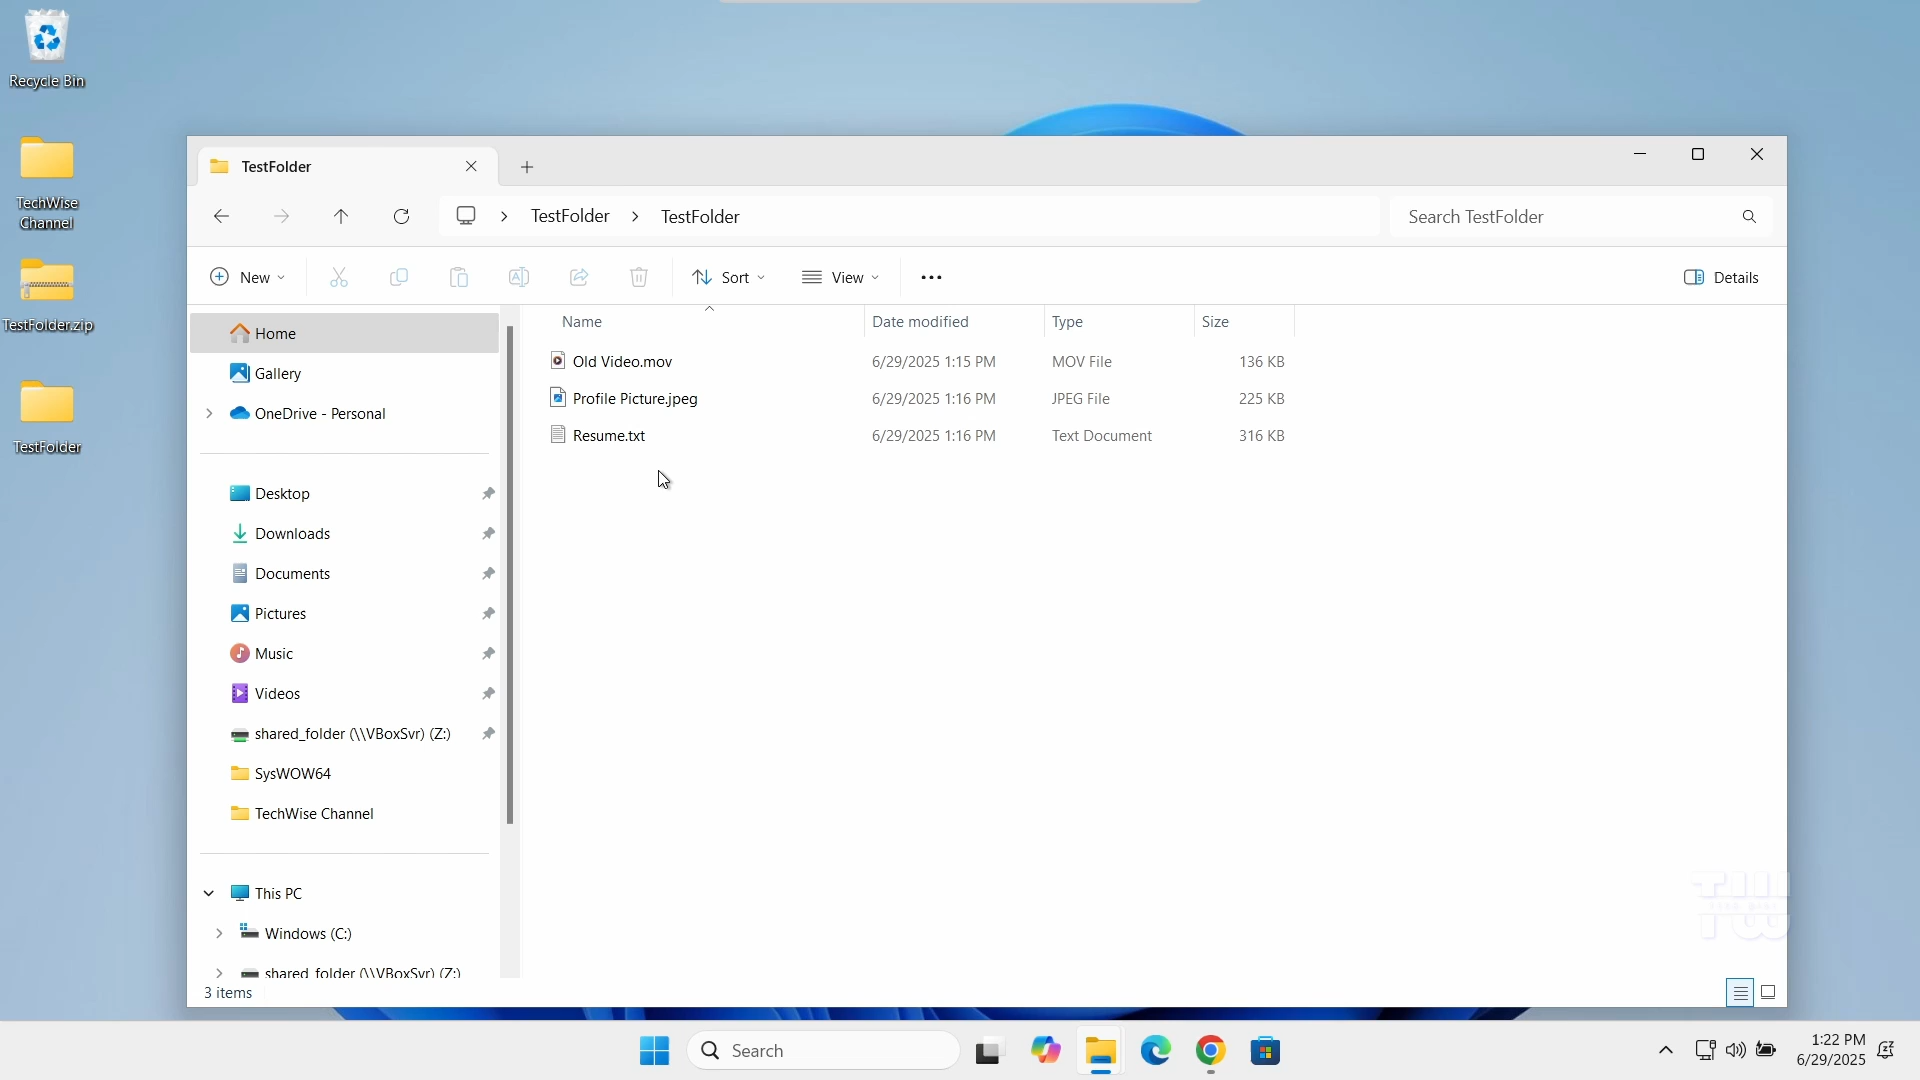 Recycle Bin
TechWise
Channel
TestFolder.zip
TestFolder
TestFolder
TestFolder
TestFolder
Search TestFolder
New
Sort
View
Details
Name
Date modified
Type
Size
Old Video.mov
6/29/2025 1:15 PM
MOV File
136 KB
Profile Picture.jpeg
6/29/2025 1:16 PM
JPEG File
225 KB
Resume.txt
6/29/2025 1:16 PM
Text Document
316 KB
Home
Gallery
OneDrive - Personal
Desktop
Downloads
Documents
Pictures
Music
Videos
shared_folder (\\VBoxSvr) (Z:)
SysWOW64
TechWise Channel
This PC
Windows (C:)
shared_folder (\\VBoxSvr) (Z:)
3 items
Search
1:22 PM
6/29/2025